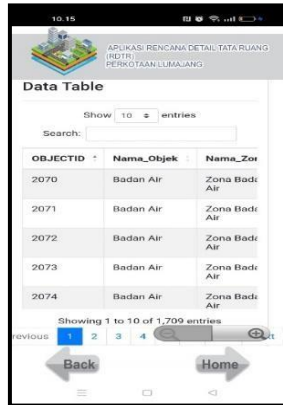 10.15
APLIKASI RENCANA DETAIL TATA RUANG
(RDTR)
PERKOTAAN LUMAJANG
Data Table
Show 10 entries
Search:
OBJECTID Nama_Objek Nama_Zon
2070 Badan Air Zona Bada
Air
2071 Badan Air Zona Bada
Air
2072 Badan Air Zona Bada
Air
2073 Badan Air Zona Bada
Air
2074 Badan Air Zona Bada
Air
Showing 1 to 10 of 1,709 entries
revious 1 2 3 4 xt
Back Home